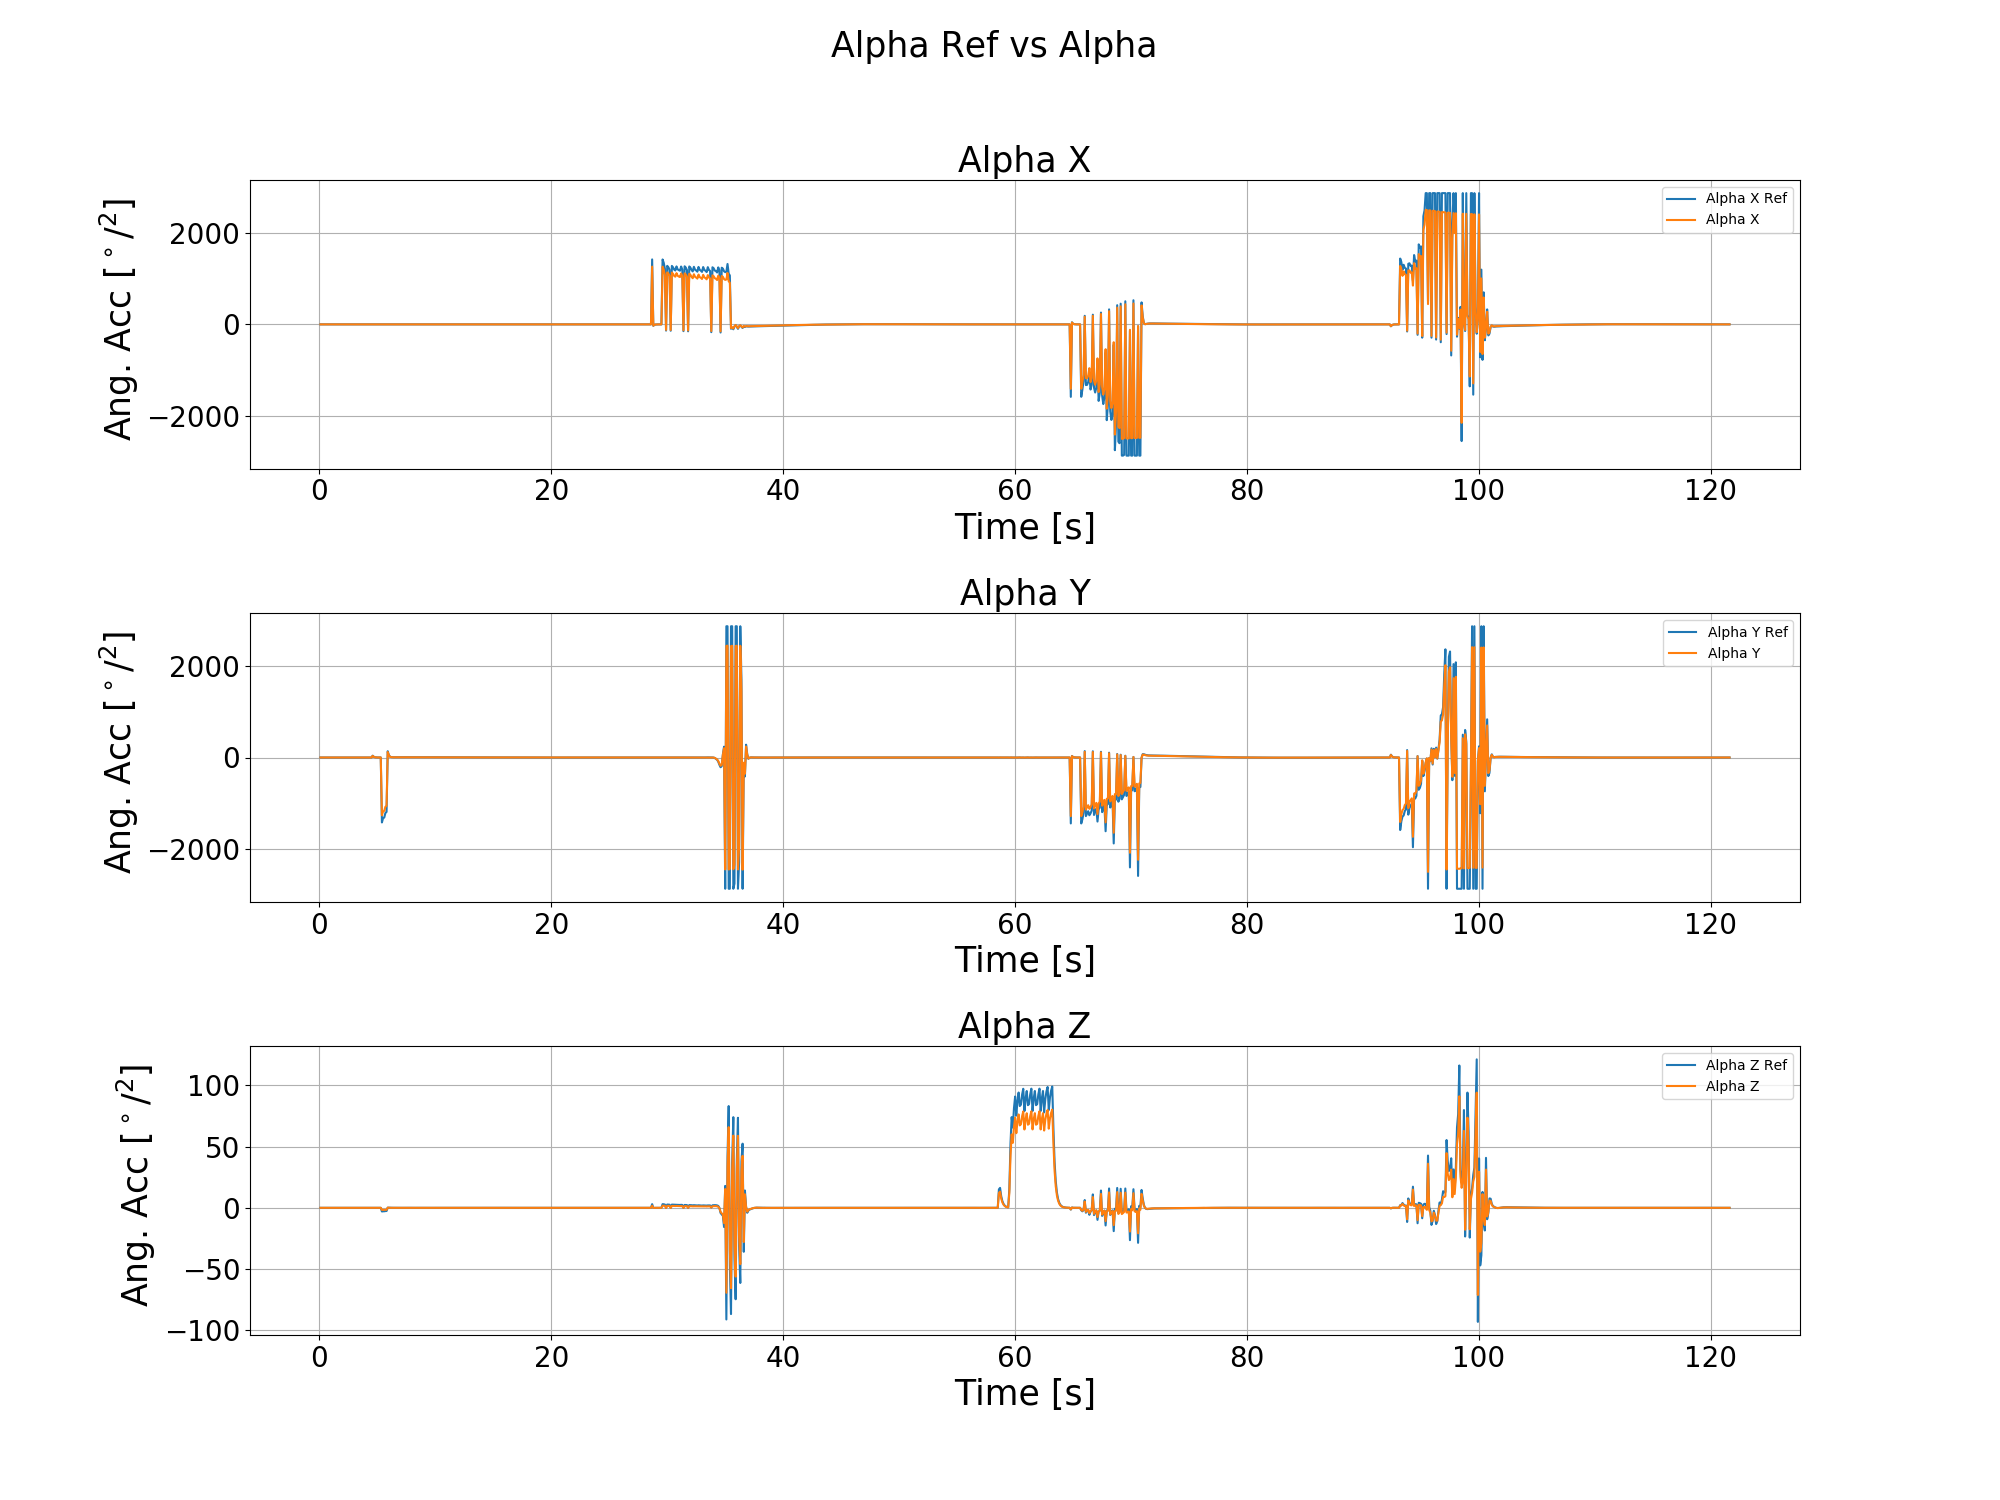 Alpha Ref vs Alpha
Alpha X
Ang. Acc [°/²]
2000
0
−2000
Alpha X Ref
Alpha X
0 20 40 60 80 100 120
Time [s]
Alpha Y
Ang. Acc [°/²]
2000
0
−2000
Alpha Y Ref
Alpha Y
0 20 40 60 80 100 120
Time [s]
Alpha Z
Ang. Acc [°/²]
100
50
0
−50
−100
Alpha Z Ref
Alpha Z
0 20 40 60 80 100 120
Time [s]